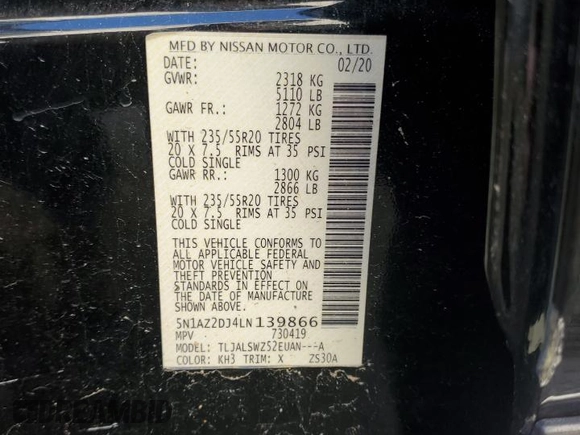 MFD BY NISSAN MOTOR CO., LTD.
DATE: 02/20
GVWR: 2318 KG
5110 LB
GAWR FR.: 1272 KG
2804 LB
WITH 235/55R20 TIRES
20 X 7.5 RIMS AT 35 PSI
COLD SINGLE
GAWR RR.: 1300 KG
2866 LB
WITH 235/55R20 TIRES
20 X 7.5 RIMS AT 35 PSI
COLD SINGLE
THIS VEHICLE CONFORMS TO
ALL APPLICABLE FEDERAL
MOTOR VEHICLE SAFETY AND
THEFT PREVENTION
STANDARDS IN EFFECT ON
THE DATE OF MANUFACTURE
SHOWN ABOVE.
5N1AZ2DJ4LN139866
MPV 730419
MODEL: TLJALSWZ52EUAN---A
COLOR: KH3 TRIM: X ZS30A